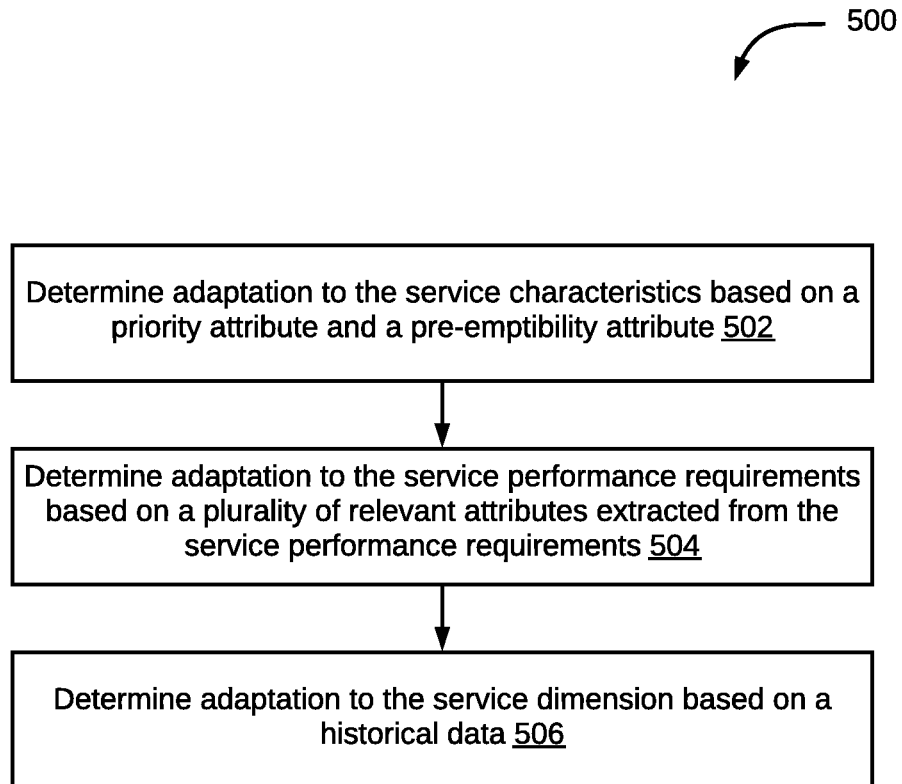 500
Determine adaptation to the service characteristics based on a
priority attribute and a pre-emptibility attribute 502
Determine adaptation to the service performance requirements
based on a plurality of relevant attributes extracted from the
service performance requirements 504
Determine adaptation to the service dimension based on a
historical data 506